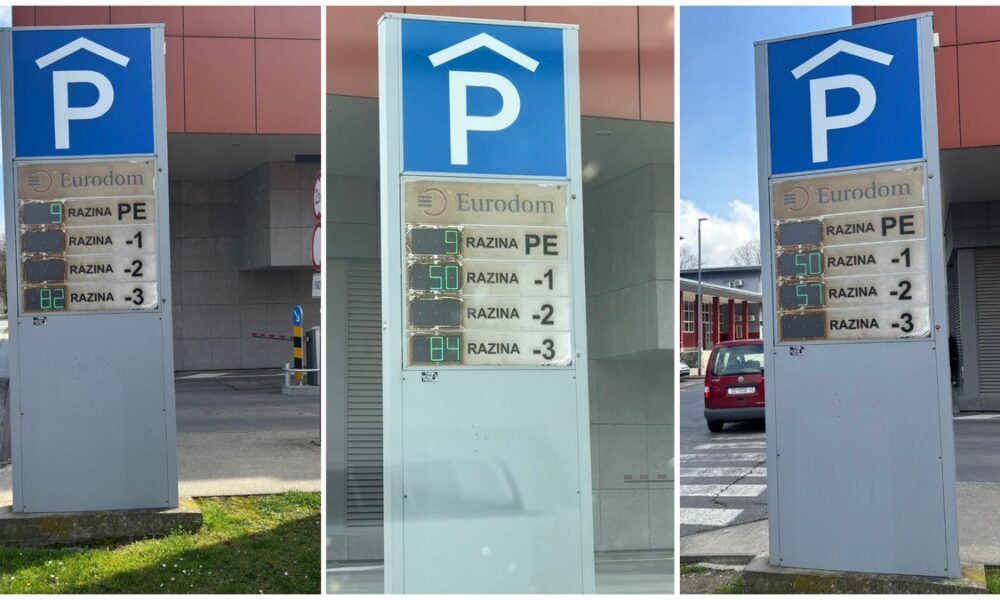 P
Eurodom
9 RAZINA PE
RAZINA -1
RAZINA -2
82 RAZINA -3
P
Eurodom
9 RAZINA PE
50 RAZINA -1
RAZINA -2
84 RAZINA -3
P
Eurodom
RAZINA PE
50 RAZINA -1
57 RAZINA -2
RAZINA -3